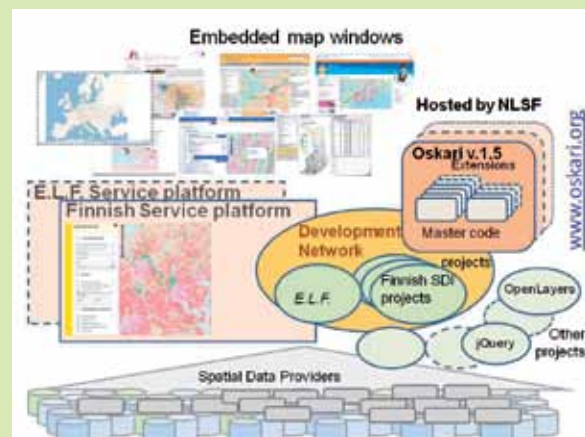 Embedded map windows
Hosted by NLSF
Oskari v.1.5
Extensions
Master code
www.oskari.org
E.L.F. Service platform
Finnish Service platform
Development
Network
projects
E.L.F.
Finnish SDI
projects
OpenLayers
jQuery
Other
projects
Spatial Data Providers